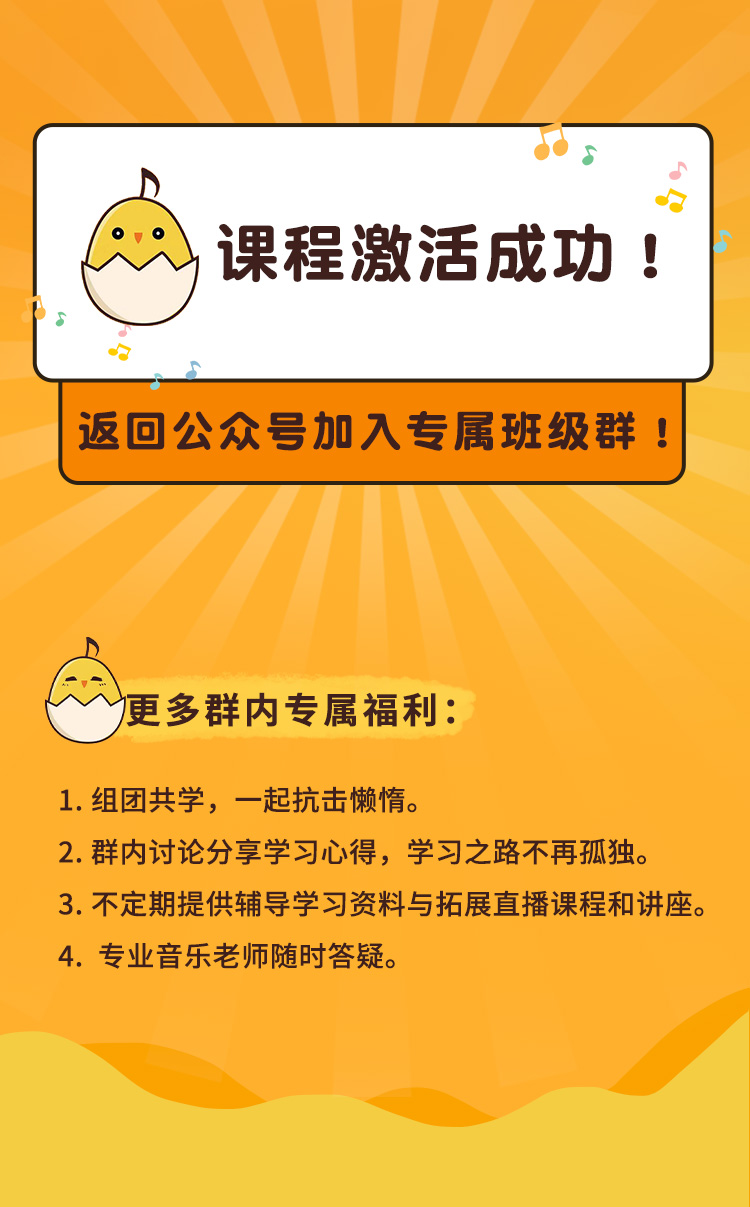 课程激活成功！
返回公众号加入专属班级群！
更多群内专属福利：
1. 组团共学，一起抗击懒惰。
2. 群内讨论分享学习心得，学习之路不再孤独。
3. 不定期提供辅导学习资料与拓展直播课程和讲座。
4. 专业音乐老师随时答疑。